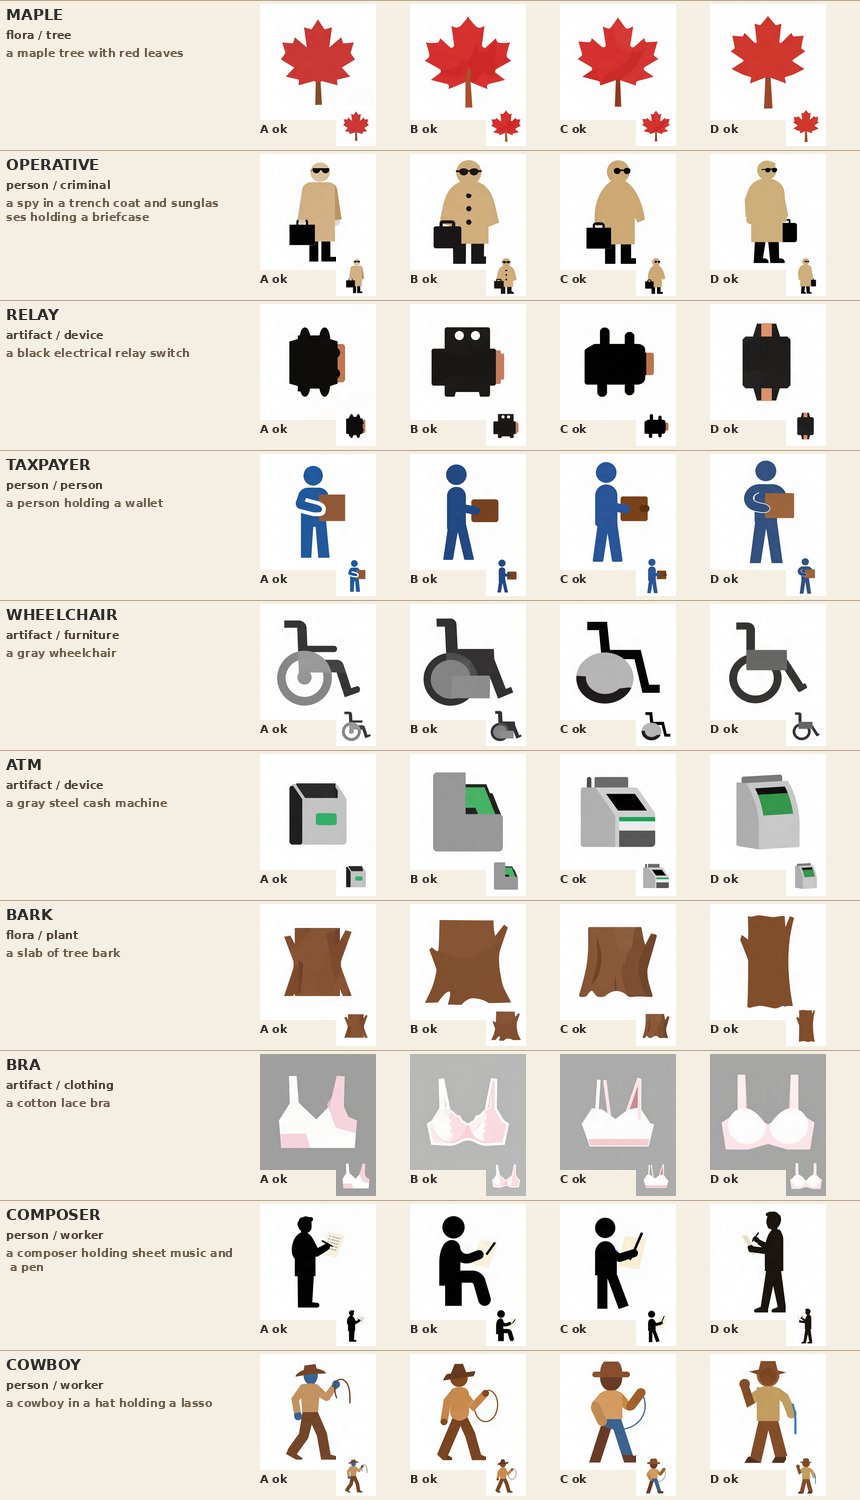 MAPLE
flora / tree
a maple tree with red leaves
A ok
B ok
C ok
D ok
OPERATIVE
person / criminal
a spy in a trench coat and sunglas
ses holding a briefcase
A ok
B ok
C ok
D ok
RELAY
artifact / device
a black electrical relay switch
A ok
B ok
C ok
D ok
TAXPAYER
person / person
a person holding a wallet
A ok
B ok
C ok
D ok
WHEELCHAIR
artifact / furniture
a gray wheelchair
A ok
B ok
C ok
D ok
ATM
artifact / device
a gray steel cash machine
A ok
B ok
C ok
D ok
BARK
flora / plant
a slab of tree bark
A ok
B ok
C ok
D ok
BRA
artifact / clothing
a cotton lace bra
A ok
B ok
C ok
D ok
COMPOSER
person / worker
a composer holding sheet music and
a pen
A ok
B ok
C ok
D ok
COWBOY
person / worker
a cowboy in a hat holding a lasso
A ok
B ok
C ok
D ok